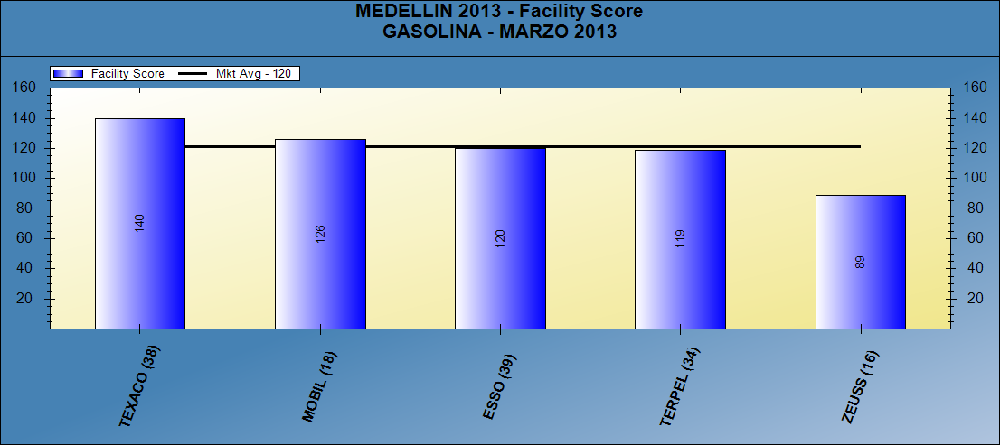 MEDELLIN 2013 - Facility Score
GASOLINA - MARZO 2013
Facility Score
Mkt Avg - 120
160
140
120
100
80
60
40
20
160
140
120
100
80
60
40
20
140
126
120
119
89
TEXACO (38)
MOBIL (18)
ESSO (39)
TERPEL (34)
ZEUSS (16)